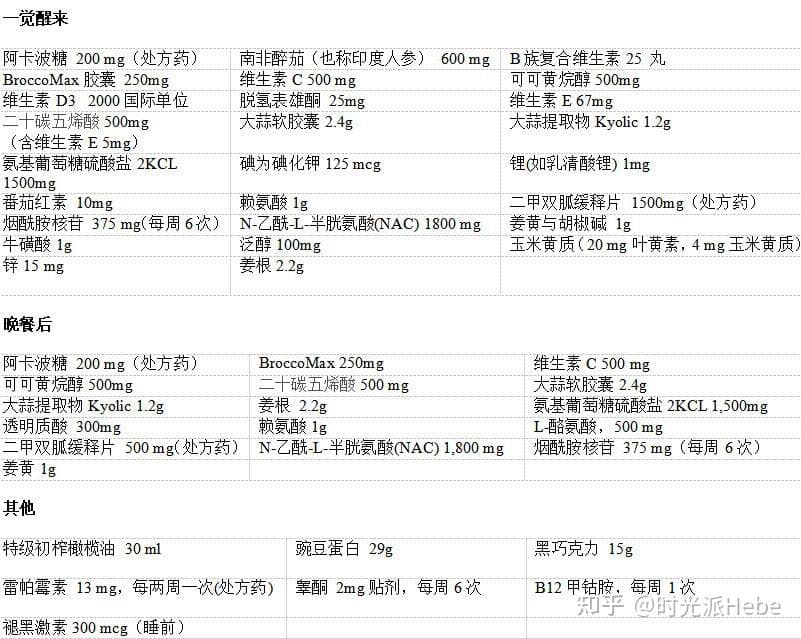 一觉醒来
阿卡波糖 200 mg（处方药） 南非醉茄（也称印度人参） 600 mg B 族复合维生素 25 丸
BroccoMax 胶囊 250mg 维生素 C 500 mg 可可黄烷醇 500mg
维生素 D3 2000 国际单位 脱氢表雄酮 25mg 维生素 E 67mg
二十碳五烯酸 500mg 大蒜软胶囊 2.4g 大蒜提取物 Kyolic 1.2g
（含维生素 E 5mg）
氨基葡萄糖硫酸盐 2KCL 碘为碘化钾 125 mcg 锂(如乳清酸锂) 1mg
1500mg
番茄红素 10mg 赖氨酸 1g 二甲双胍缓释片 1500mg（处方药）
烟酰胺核苷 375 mg(每周 6 次） N-乙酰-L-半胱氨酸(NAC) 1800 mg 姜黄与胡椒碱 1g
牛磺酸 1g 泛醇 100mg 玉米黄质（20 mg 叶黄素，4 mg 玉米黄质）
锌 15 mg 姜根 2.2g
晚餐后
阿卡波糖 200 mg（处方药） BroccoMax 250mg 维生素 C 500 mg
可可黄烷醇 500mg 二十碳五烯酸 500 mg 大蒜软胶囊 2.4g
大蒜提取物 Kyolic 1.2g 姜根 2.2g 氨基葡萄糖硫酸盐 2KCL 1,500mg
透明质酸 300mg 赖氨酸 1g L-酪氨酸，500 mg
二甲双胍缓释片 500 mg（处方药） N-乙酰-L-半胱氨酸(NAC) 1,800 mg 烟酰胺核苷 375 mg（每周 6 次）
姜黄 1g
其他
特级初榨橄榄油 30 ml 豌豆蛋白 29g 黑巧克力 15g
雷帕霉素 13 mg，每两周一次(处方药) 睾酮 2mg 贴剂，每周 6 次 B12 甲钴胺，每周 1 次
褪黑激素 300 mcg（睡前）
知乎 @时光派Hebe